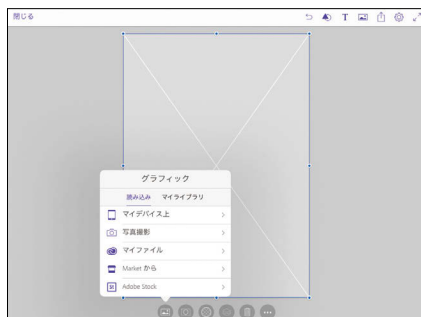 閉じる
T
グラフィック
読み込み マイライブラリ
マイデバイス上
写真撮影
マイファイル
Market から
St Adobe Stock